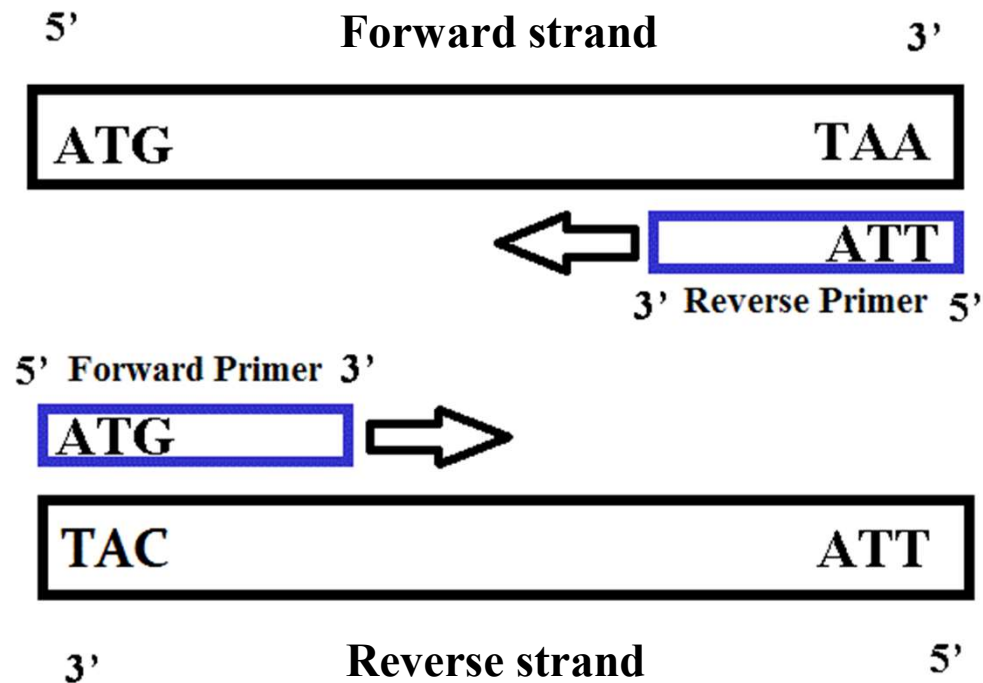 5’ Forward strand 3’
ATG TAA
ATT
3’ Reverse Primer 5’
5’ Forward Primer 3’
ATG
TAC ATT
3’ Reverse strand 5’